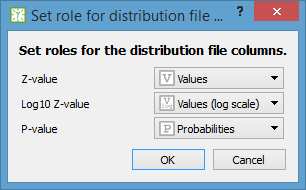 Set role for distribution file ... ?
Set roles for the distribution file columns.
Z-value V Values
Log10 Z-value V log Values (log scale)
P-value P Probabilities
OK Cancel